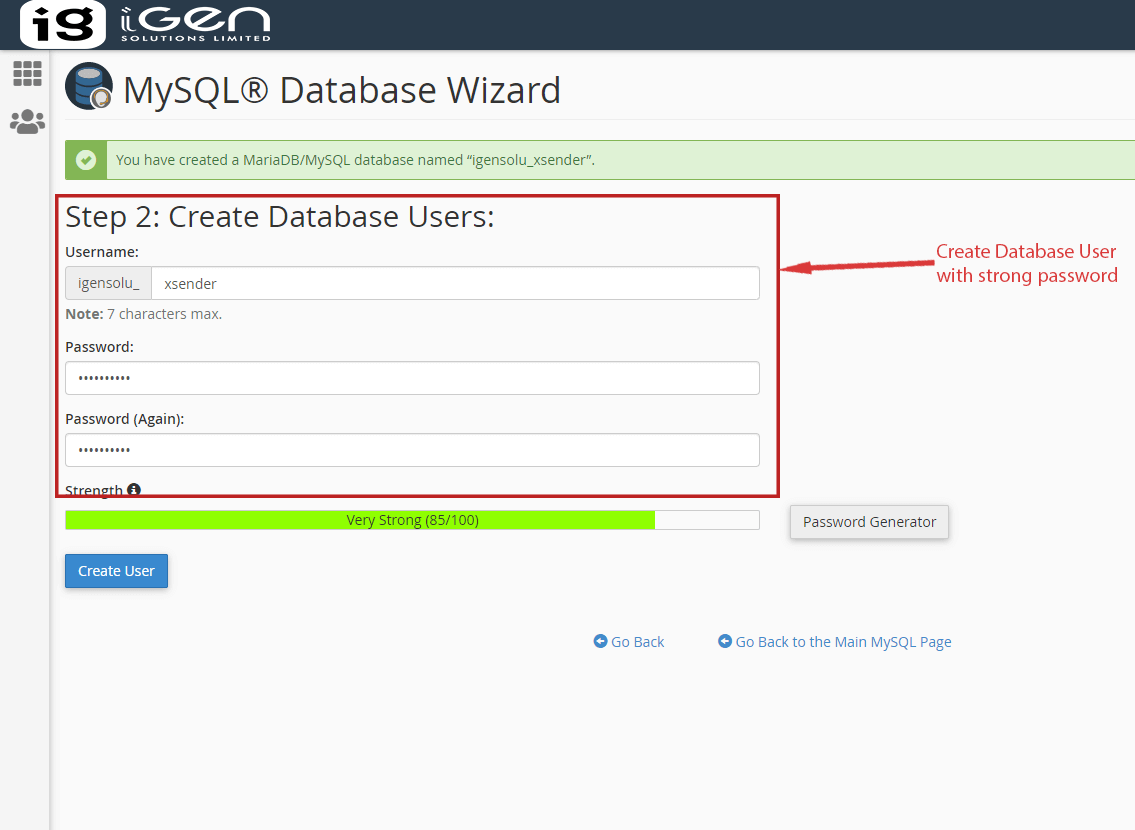 ig iGen
SOLUTIONS LIMITED
MySQL® Database Wizard
You have created a MariaDB/MySQL database named “igensolu_xsender”.
Step 2: Create Database Users:
Username:
igensolu_ xsender
Note: 7 characters max.
Create Database User
with strong password
Password:
••••••••••
Password (Again):
••••••••••
Strength
Very Strong (85/100)
Password Generator
Create User
Go Back Go Back to the Main MySQL Page